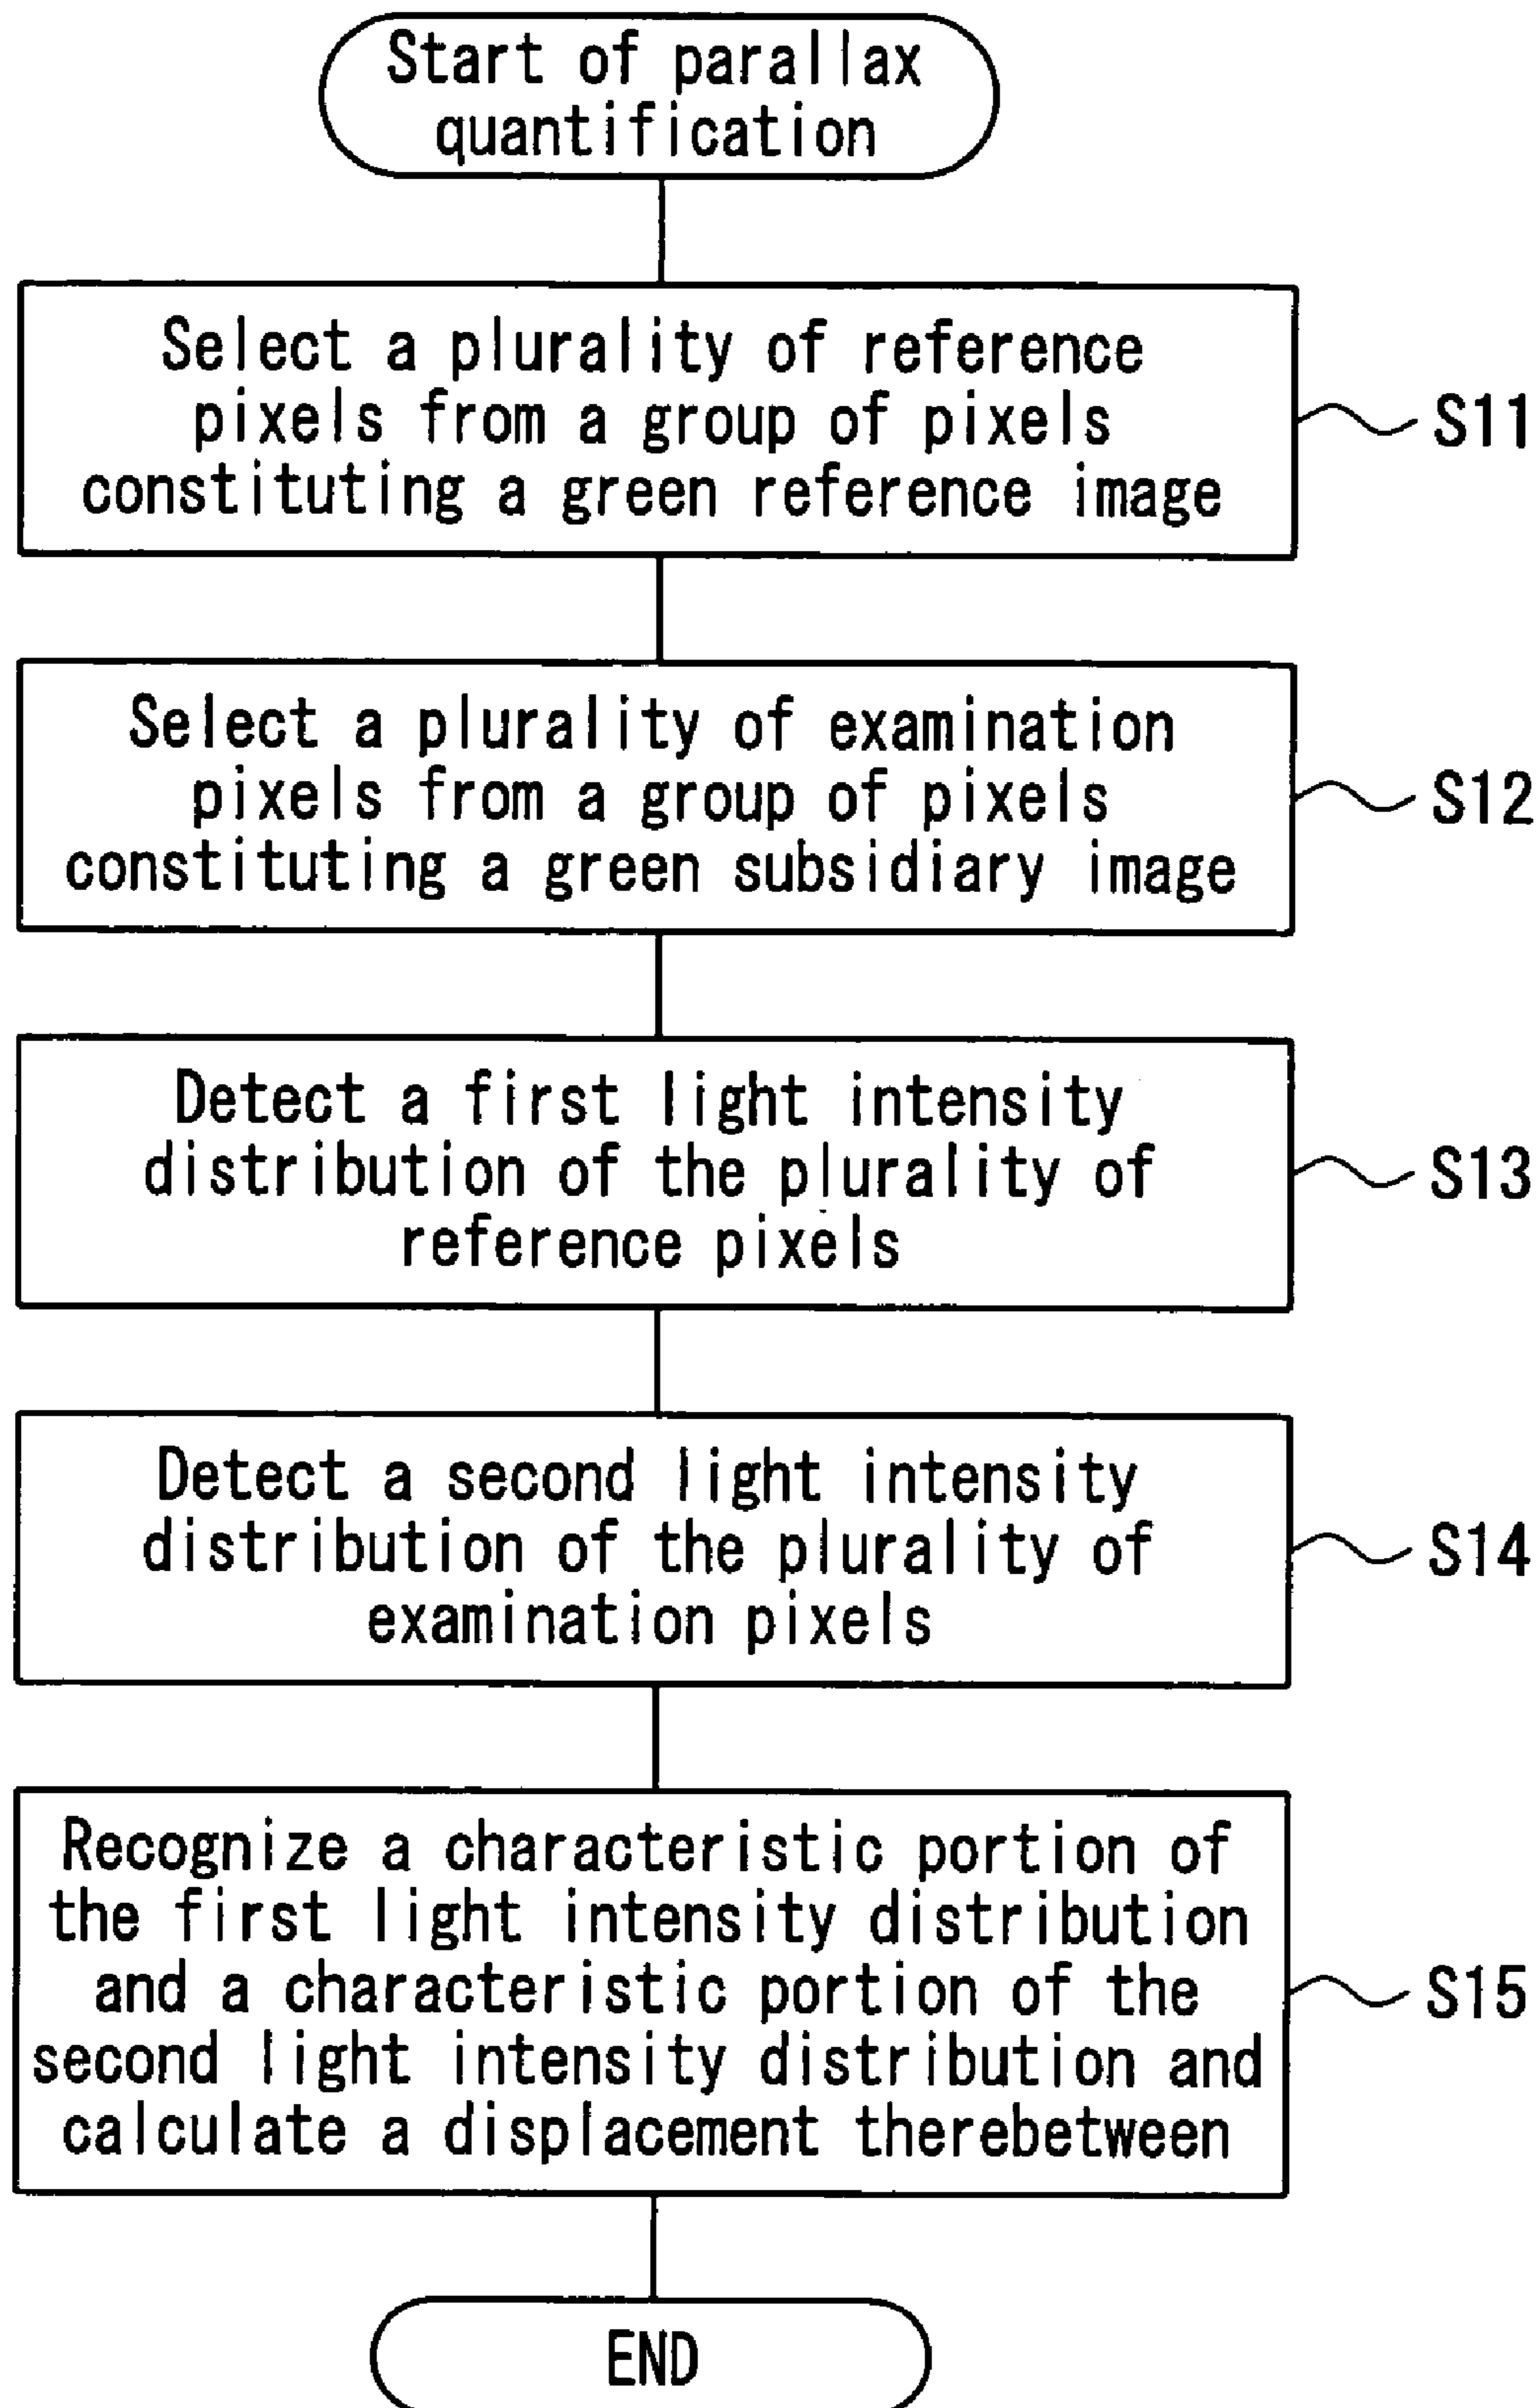 Start of parallax
quantification
Select a plurality of reference
pixels from a group of pixels
constituting a green reference image
S11
Select a plurality of examination
pixels from a group of pixels
constituting a green subsidiary image
S12
Detect a first light intensity
distribution of the plurality of
reference pixels
S13
Detect a second light intensity
distribution of the plurality of
examination pixels
S14
Recognize a characteristic portion of
the first light intensity distribution
and a characteristic portion of the
second light intensity distribution and
calculate a displacement therebetween
S15
END